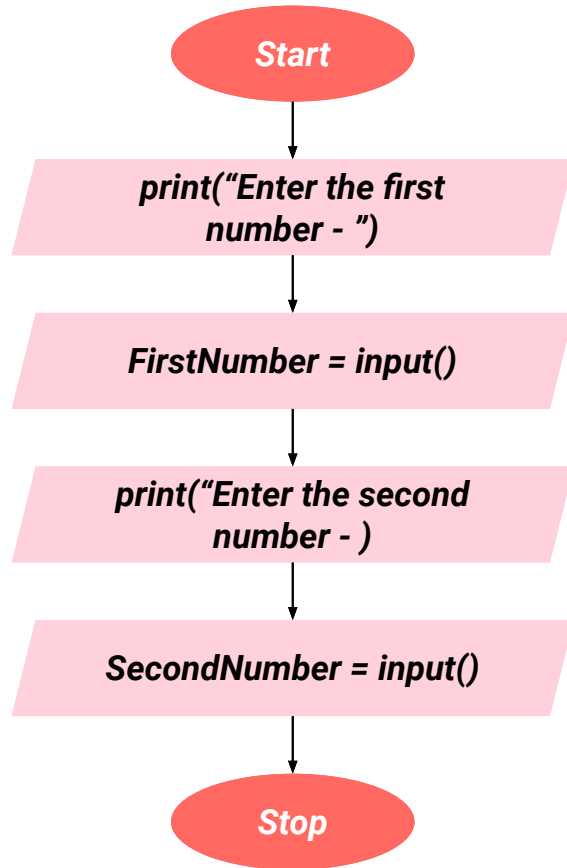 Start
print(“Enter the first
number - ”)
FirstNumber = input()
print(“Enter the second
number - )
SecondNumber = input()
Stop